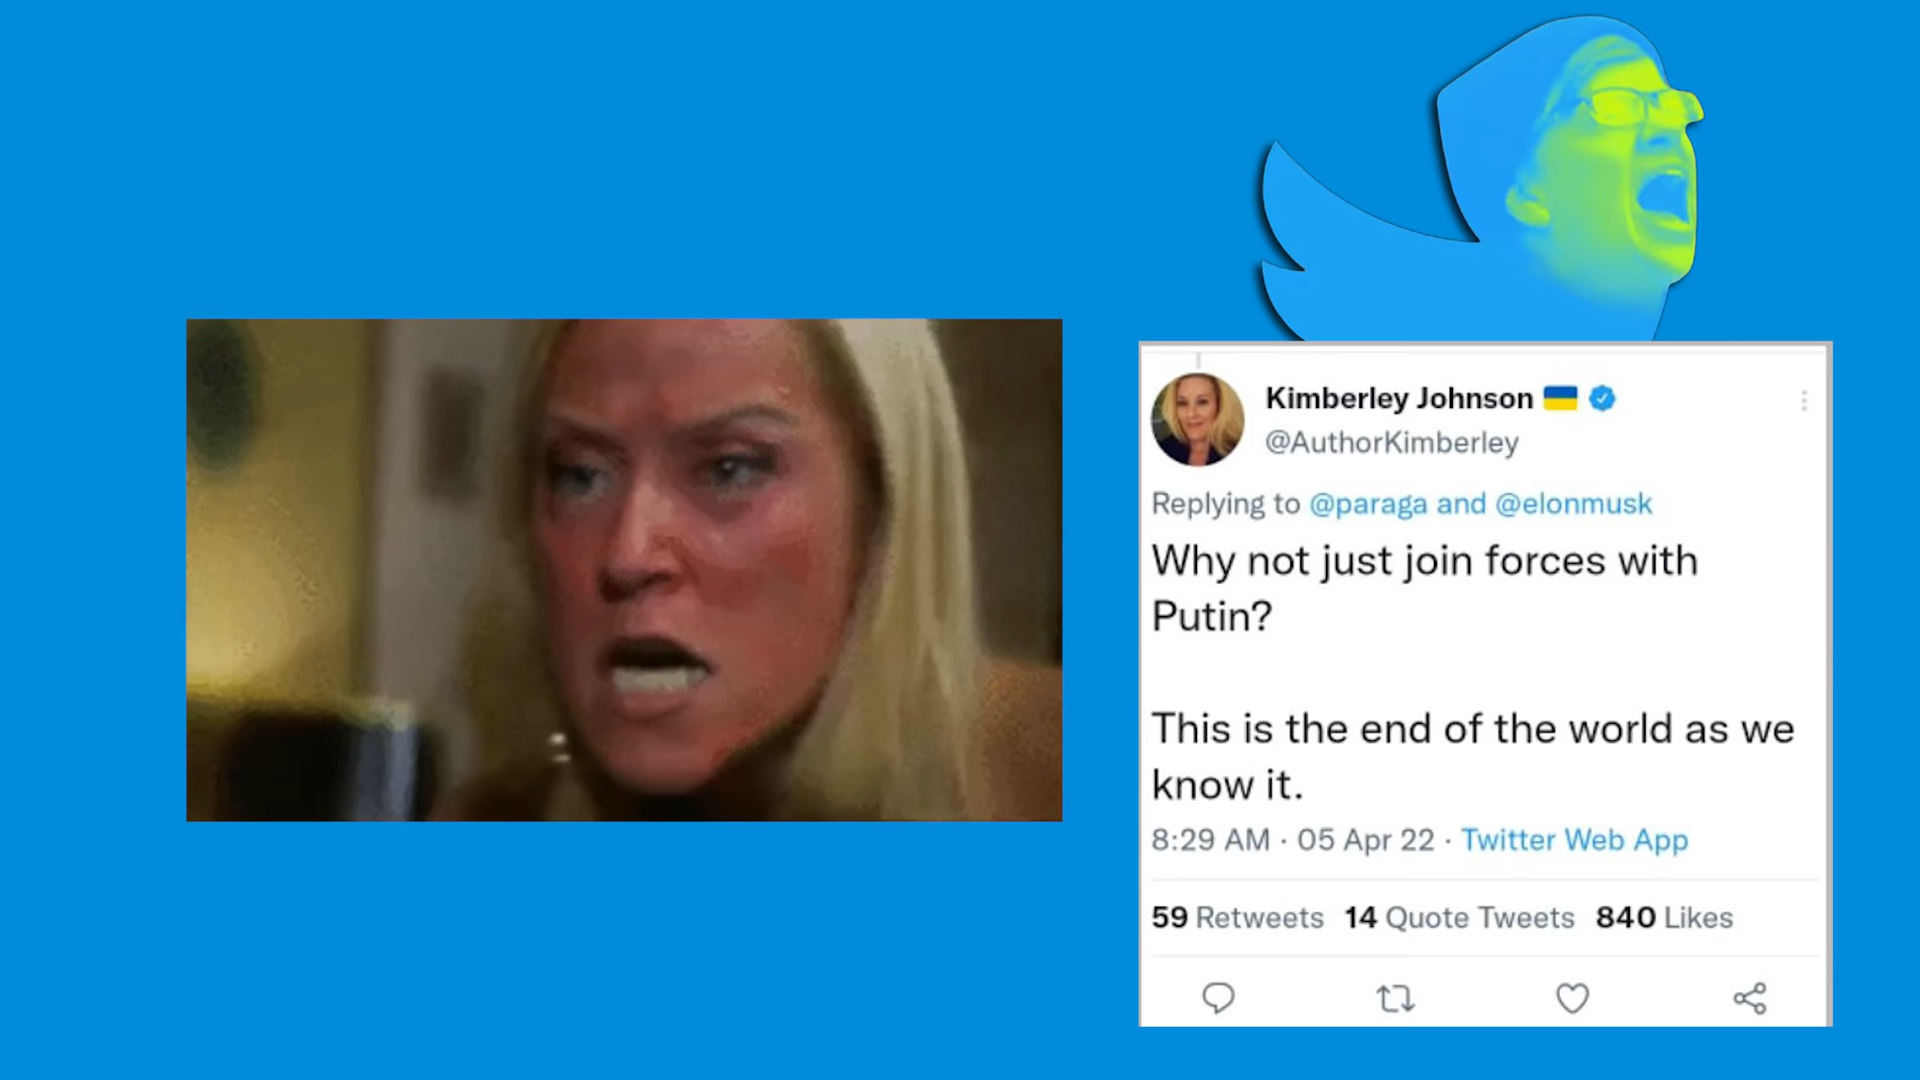 Kimberley Johnson 🇺🇦
@AuthorKimberley
Replying to @paraga and @elonmusk
Why not just join forces with
Putin?
This is the end of the world as we
know it.
8:29 AM · 05 Apr 22 · Twitter Web App
59 Retweets 14 Quote Tweets 840 Likes